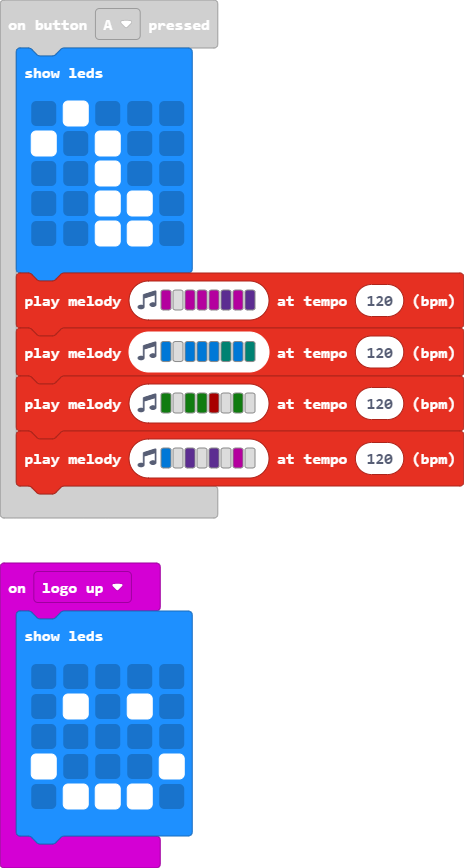 on button A pressed
show leds
play melody at tempo 120 (bpm)
play melody at tempo 120 (bpm)
play melody at tempo 120 (bpm)
play melody at tempo 120 (bpm)
on logo up
show leds